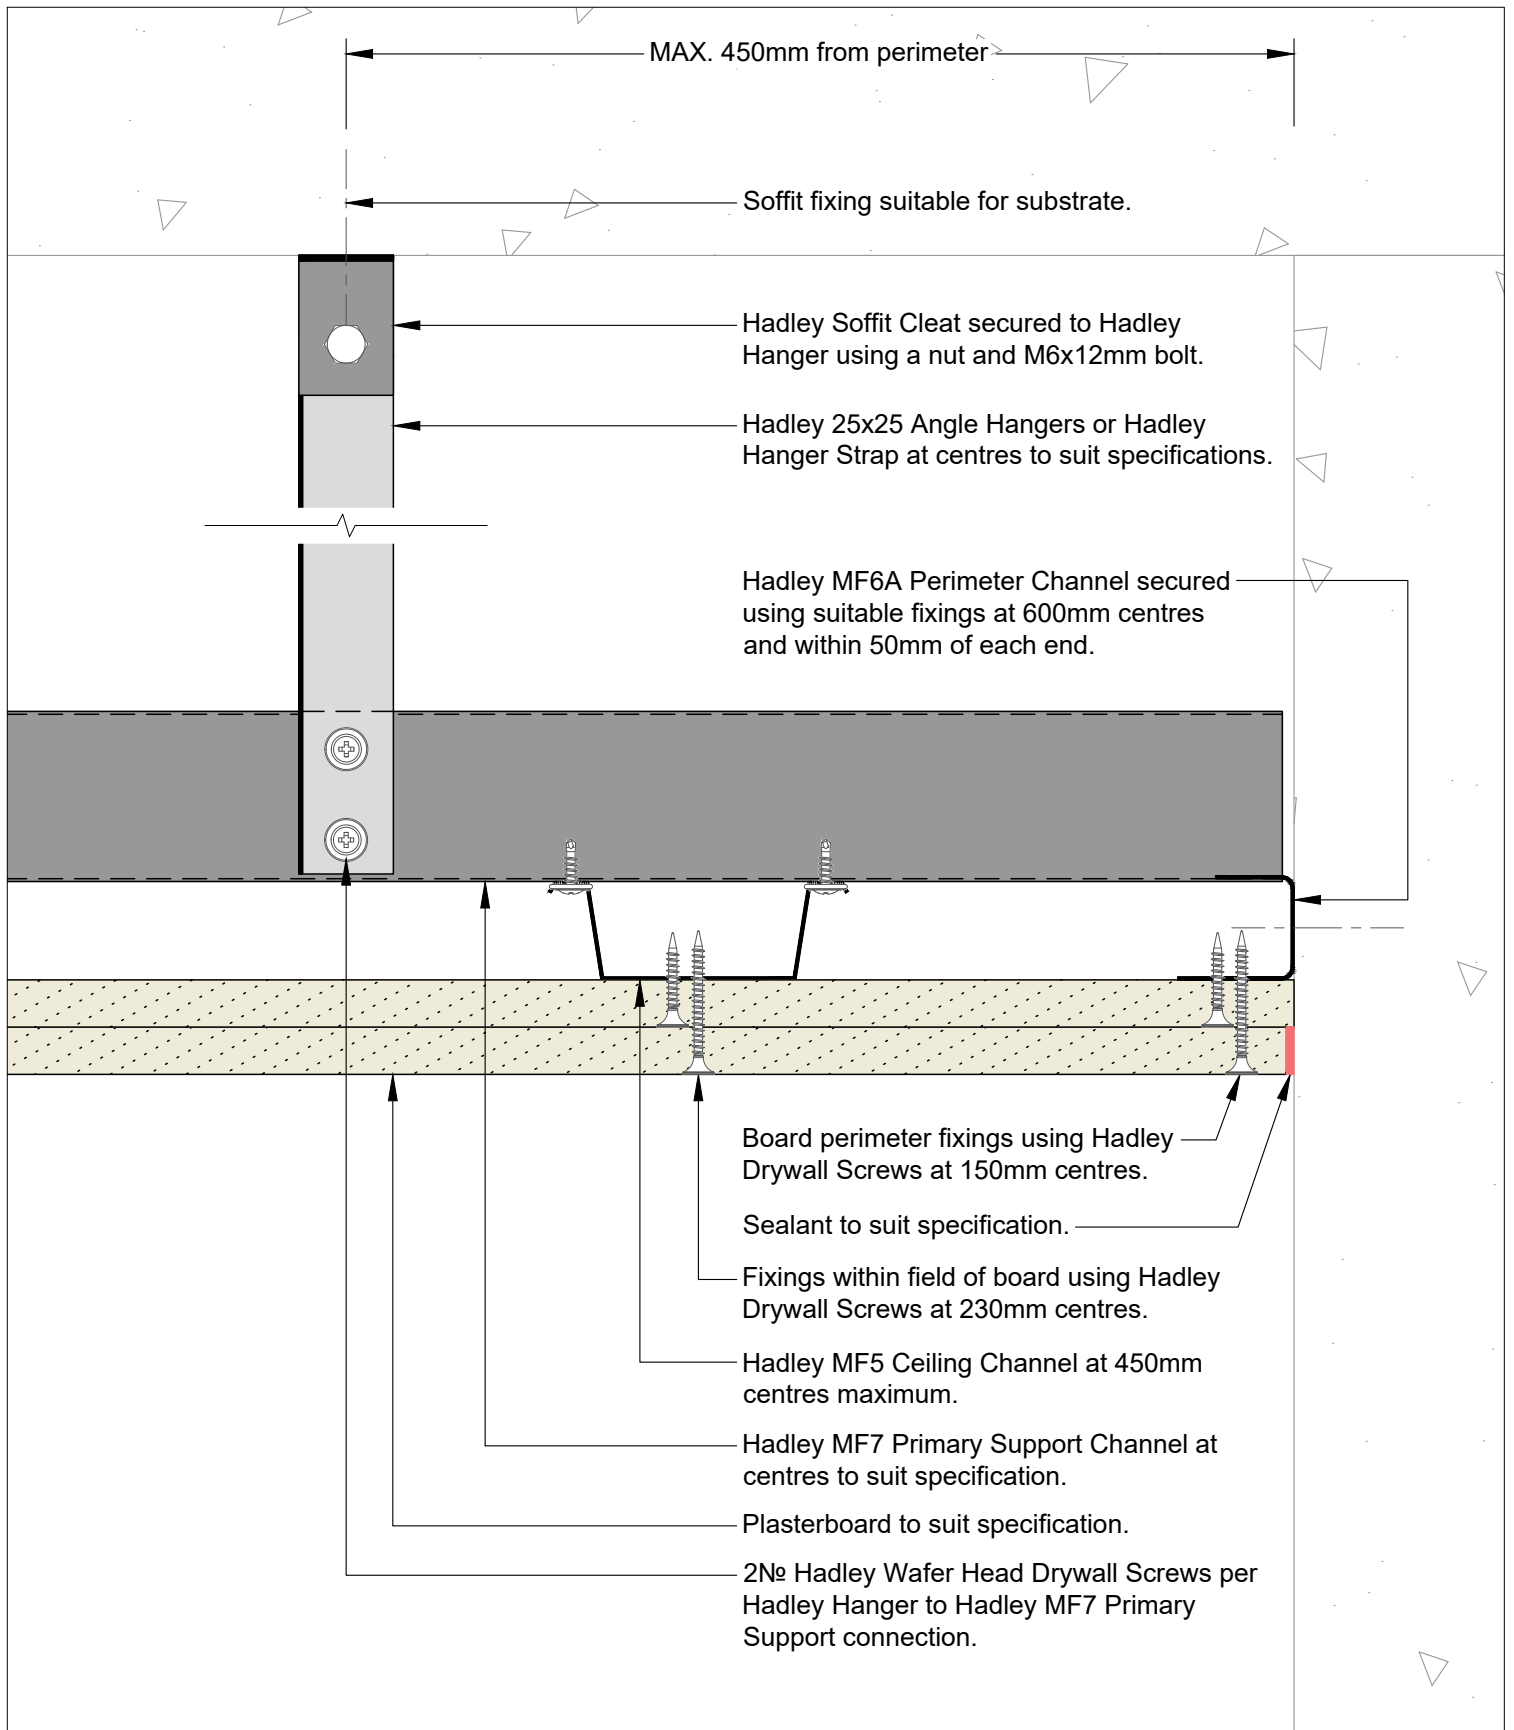 MAX. 450mm from perimeter
Soffit fixing suitable for substrate.
Hadley Soffit Cleat secured to Hadley
Hanger using a nut and M6x12mm bolt.
Hadley 25x25 Angle Hangers or Hadley
Hanger Strap at centres to suit specifications.
Hadley MF6A Perimeter Channel secured
using suitable fixings at 600mm centres
and within 50mm of each end.
Board perimeter fixings using Hadley
Drywall Screws at 150mm centres.
Sealant to suit specification.
Fixings within field of board using Hadley
Drywall Screws at 230mm centres.
Hadley MF5 Ceiling Channel at 450mm
centres maximum.
Hadley MF7 Primary Support Channel at
centres to suit specification.
Plasterboard to suit specification.
2№ Hadley Wafer Head Drywall Screws per
Hadley Hanger to Hadley MF7 Primary
Support connection.